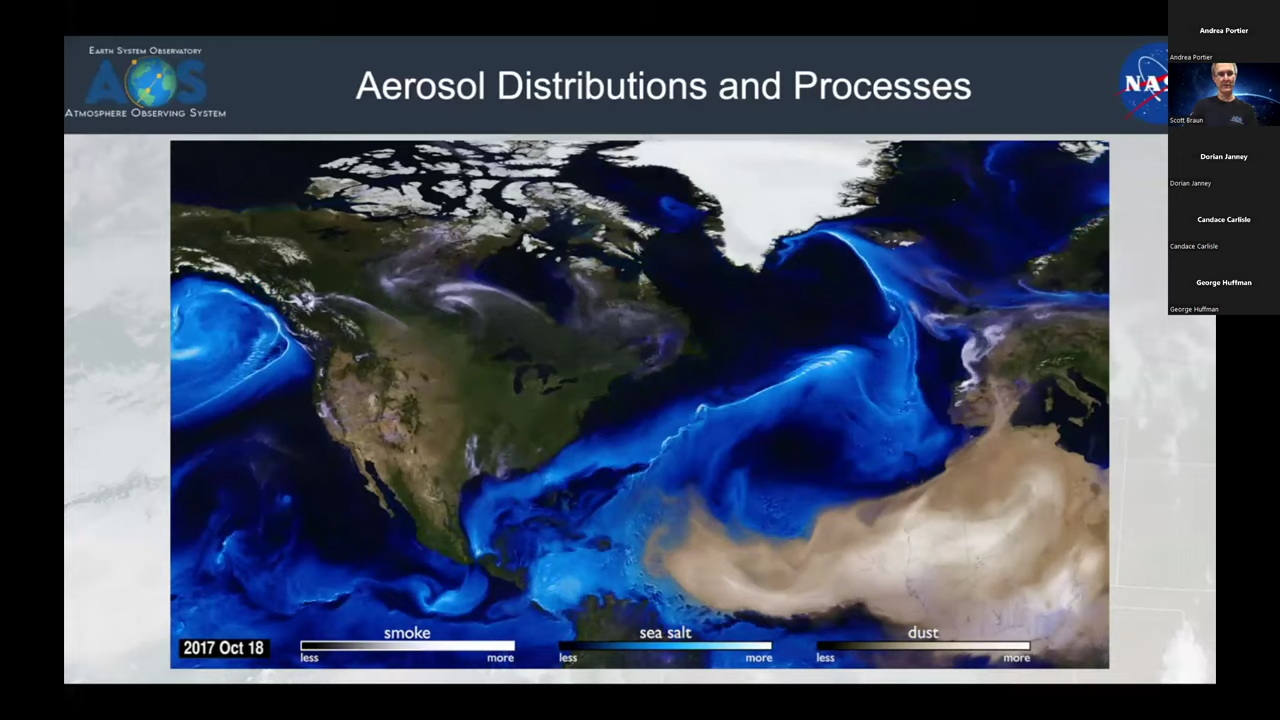 EARTH SYSTEM OBSERVATORY
AOS
ATMOSPHERE OBSERVING SYSTEM
Aerosol Distributions and Processes
NAS
Andrea Portier
Andrea Portier
Scott Braun
Dorian Janney
Dorian Janney
Candace Carlisle
Candace Carlisle
George Huffman
George Huffman
2017 Oct 18
smoke
less more
sea salt
less more
dust
less more